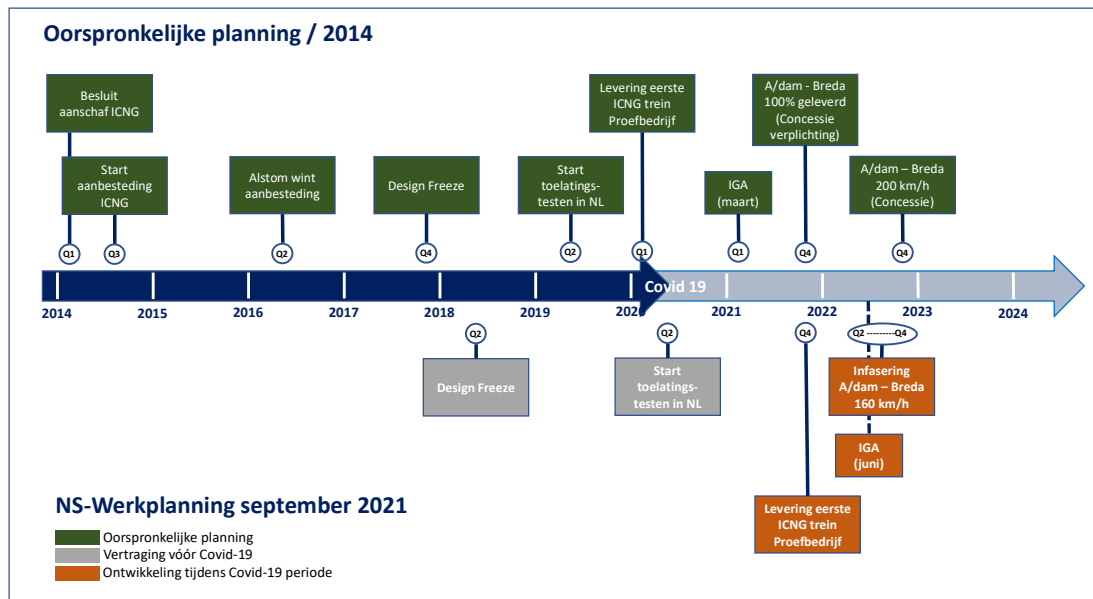 Oorspronkelijke planning / 2014
Besluit
aanschaf ICNG
Levering eerste
ICNG trein
Proefbedrijf
A/dam - Breda
100% geleverd
(Concessie
verplichting)
Start
aanbesteding
ICNG
Alstom wint
aanbesteding
Design Freeze
Start
toelatings-
testen in NL
IGA
(maart)
A/dam – Breda
200 km/h
(Concessie)
Q1
Q3
Q2
Q4
Q2
Q1
Q1
Q4
Q4
Covid 19
2014
2015
2016
2017
2018
2019
2020
2021
2022
2023
2024
Q2
Q2
Q4
Q2 ---------Q4
Design Freeze
Start
toelatings-
testen in NL
Infasering
A/dam – Breda
160 km/h
IGA
(juni)
Levering eerste
ICNG trein
Proefbedrijf
NS-Werkplanning september 2021
Oorspronkelijke planning
Vertraging vóór Covid-19
Ontwikkeling tijdens Covid-19 periode